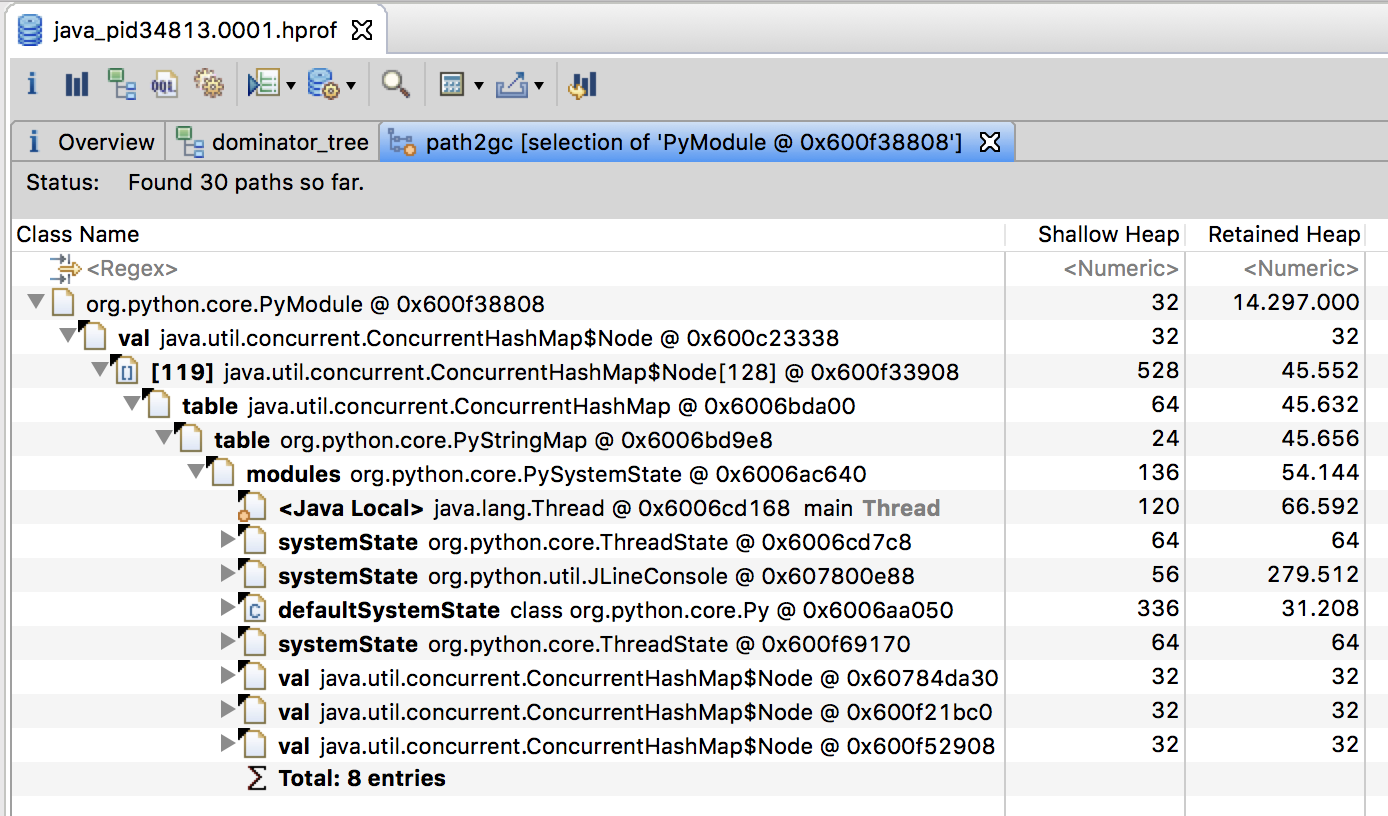 java_pid34813.0001.hprof
i OQL
i Overview dominator_tree path2gc [selection of 'PyModule @ 0x600f38808']
Status: Found 30 paths so far.
Class Name Shallow Heap Retained Heap
<Regex> <Numeric> <Numeric>
org.python.core.PyModule @ 0x600f38808 32 14.297.000
val java.util.concurrent.ConcurrentHashMap$Node @ 0x600c23338 32 32
[] [119] java.util.concurrent.ConcurrentHashMap$Node[128] @ 0x600f33908 528 45.552
table java.util.concurrent.ConcurrentHashMap @ 0x6006bda00 64 45.632
table org.python.core.PyStringMap @ 0x6006bd9e8 24 45.656
modules org.python.core.PySystemState @ 0x6006ac640 136 54.144
<Java Local> java.lang.Thread @ 0x6006cd168 main Thread 120 66.592
systemState org.python.core.ThreadState @ 0x6006cd7c8 64 64
systemState org.python.util.JLineConsole @ 0x607800e88 56 279.512
C defaultSystemState class org.python.core.Py @ 0x6006aa050 336 31.208
systemState org.python.core.ThreadState @ 0x600f69170 64 64
val java.util.concurrent.ConcurrentHashMap$Node @ 0x60784da30 32 32
val java.util.concurrent.ConcurrentHashMap$Node @ 0x600f21bc0 32 32
val java.util.concurrent.ConcurrentHashMap$Node @ 0x600f52908 32 32
Σ Total: 8 entries